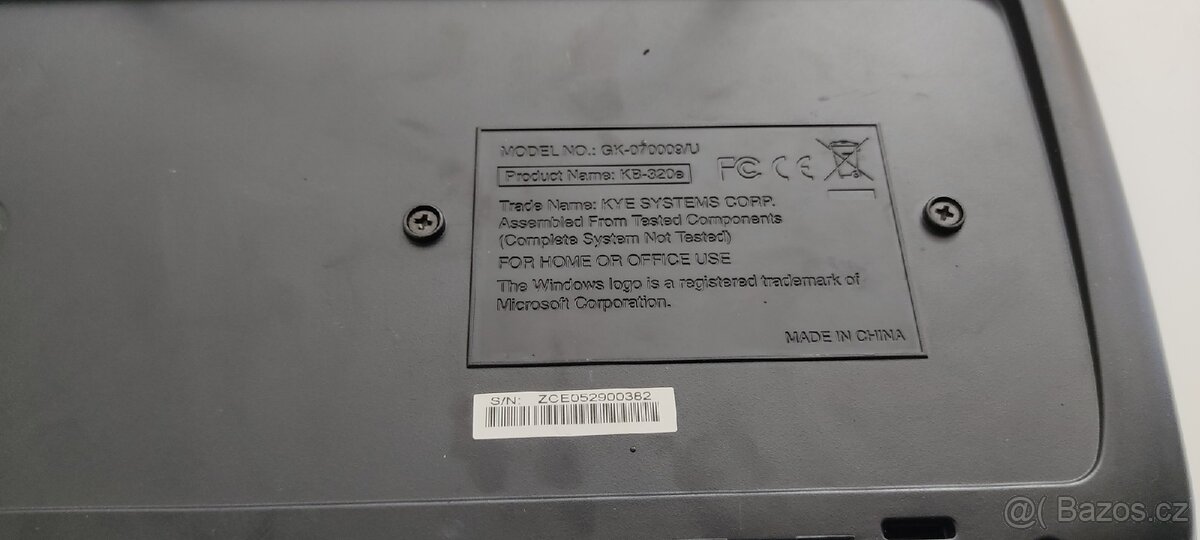 MODEL NO.: GK-070009/U
Product Name: KB-320e
FC CE
Trade Name: KYE SYSTEMS CORP.
Assembled From Tested Components
(Complete System Not Tested)
FOR HOME OR OFFICE USE
The Windows logo is a registered trademark of
Microsoft Corporation.
MADE IN CHINA
S/N: ZCE052900382
@( Bazos.cz